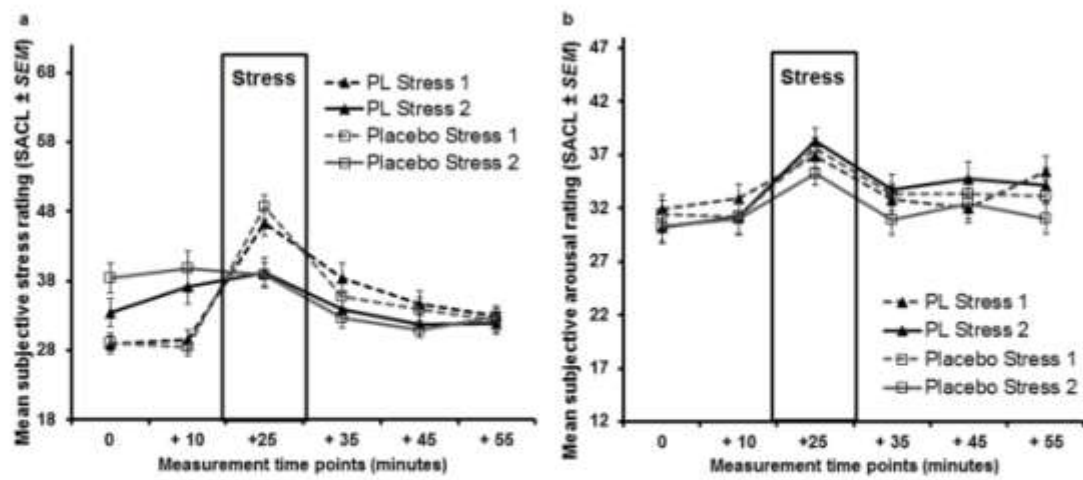 a
Mean subjective stress rating (SACL ± SEM)
68
58
48
38
28
18
Stress
PL Stress 1
PL Stress 2
Placebo Stress 1
Placebo Stress 2
0
+ 10
+25
+ 35
+ 45
+ 55
Measurement time points (minutes)
b
Mean subjective arousal rating (SACL ± SEM)
47
42
37
32
27
22
17
12
Stress
PL Stress 1
PL Stress 2
Placebo Stress 1
Placebo Stress 2
0
+ 10
+25
+ 35
+ 45
+ 55
Measurement time points (minutes)